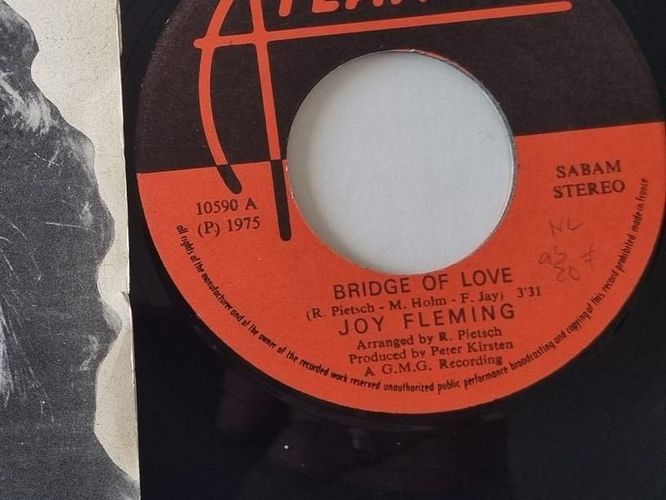 SABAM
STEREO
10590 A
(P) 1975
BRIDGE OF LOVE
(R. Pietsch - M. Holm - F. Jay) 3'31
JOY FLEMING
Arranged by R. Pietsch
Produced by Peter Kirsten
A G.M.G. Recording
all rights of the manufacturer and of the owner of the recorded work reserved unauthorized public performance broadcasting and copying of this record prohibited made in france